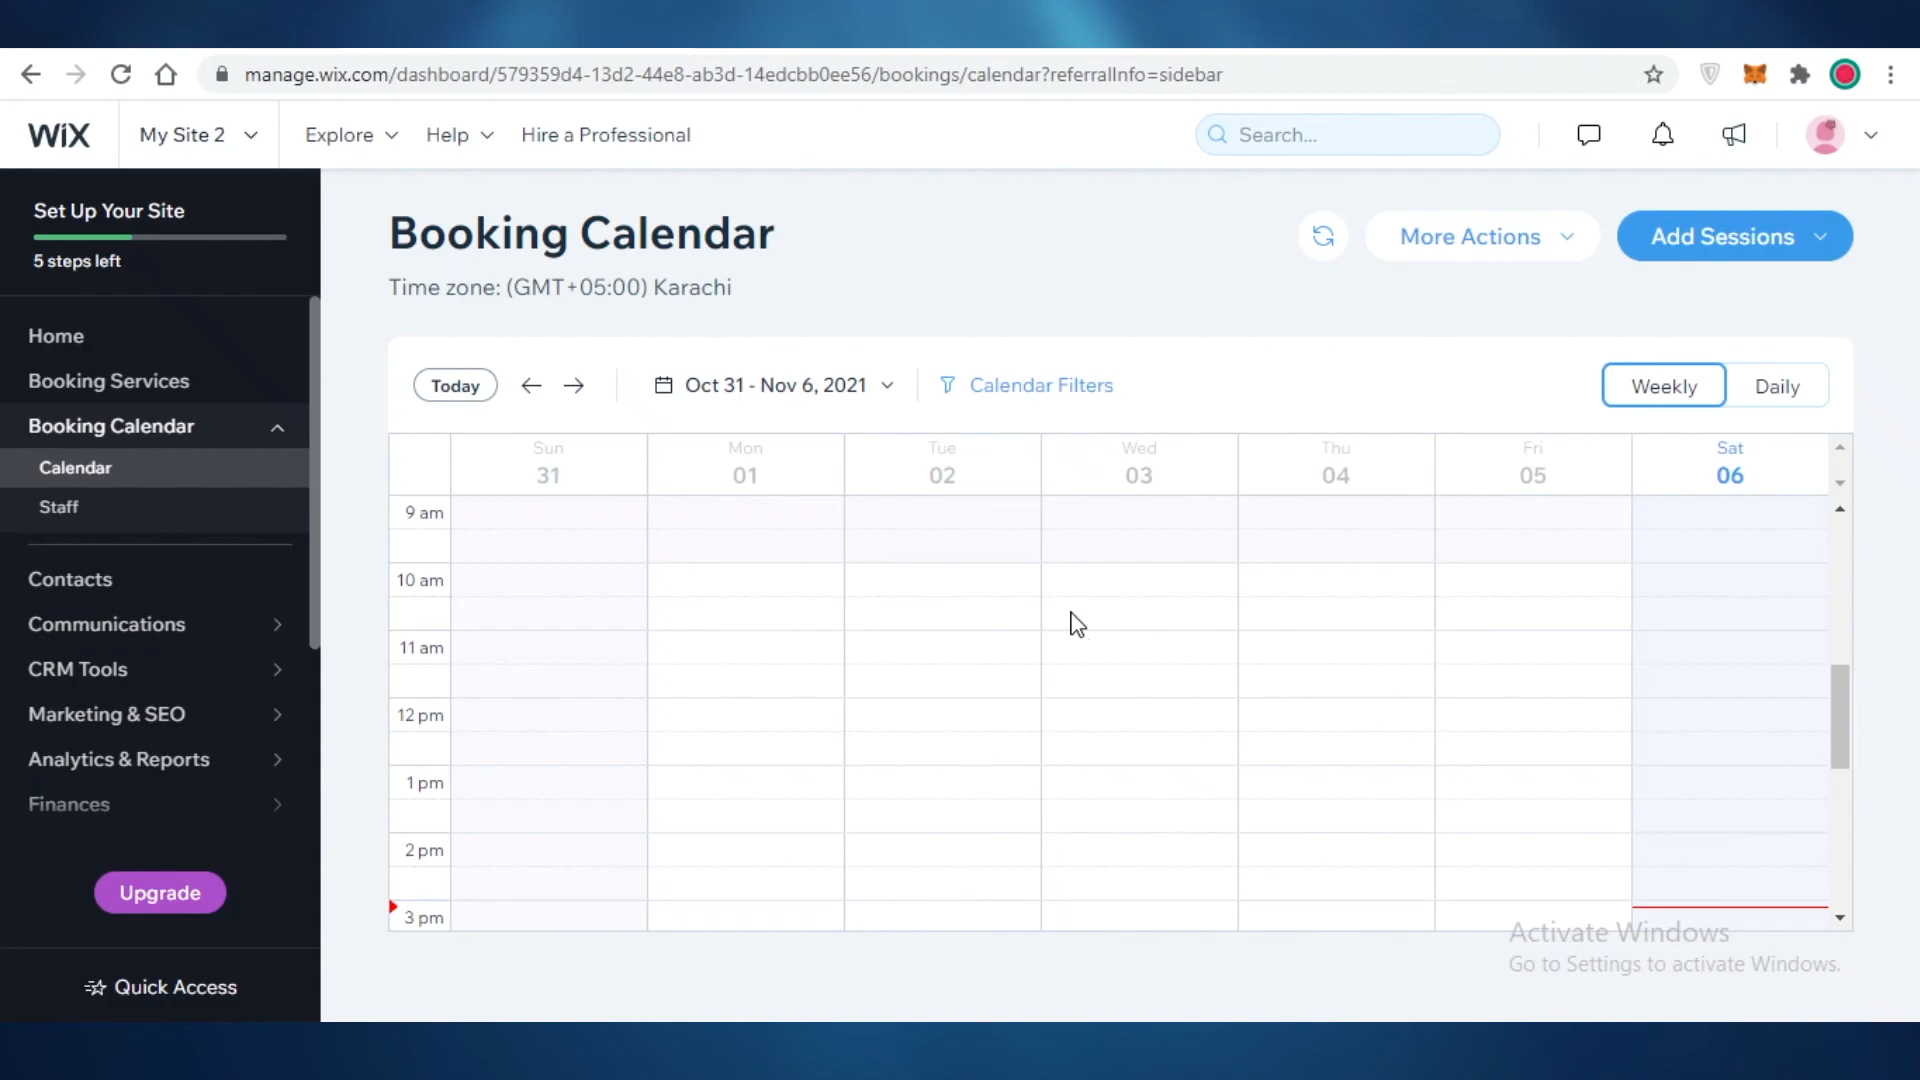 manage.wix.com/dashboard/579359d4-13d2-44e8-ab3d-14edcbb0ee56/bookings/calendar?referralInfo=sidebar
WiX My Site 2 Explore Help Hire a Professional Search...
Set Up Your Site
5 steps left
Home
Booking Services
Booking Calendar
Calendar
Staff
Contacts
Communications
CRM Tools
Marketing & SEO
Analytics & Reports
Finances
Upgrade
Quick Access
Booking Calendar
More Actions
Add Sessions
Time zone: (GMT+05:00) Karachi
Today Oct 31 - Nov 6, 2021 Calendar Filters Weekly Daily
Sun Mon Tue Wed Thu Fri Sat
31 01 02 03 04 05 06
9 am
10 am
11 am
12 pm
1 pm
2 pm
3 pm
Activate Windows
Go to Settings to activate Windows.